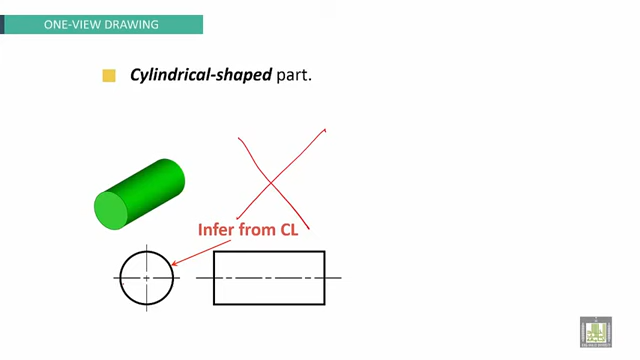 ONE-VIEW DRAWING
Cylindrical-shaped part.
Infer from CL